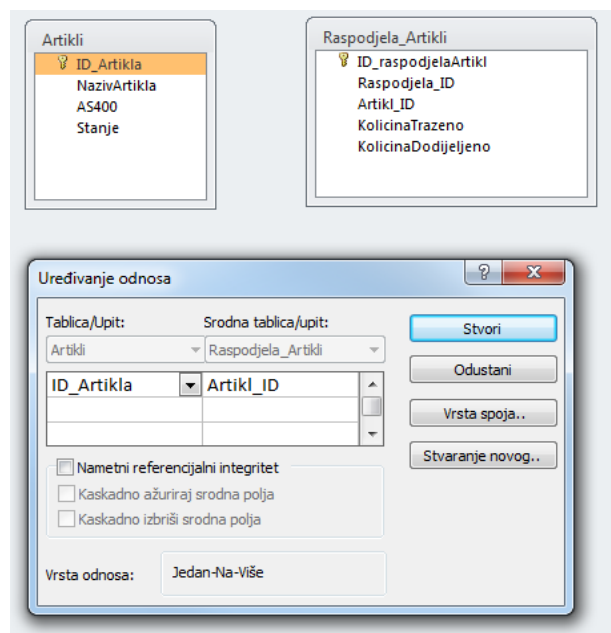 Artikli
ID_Artikla
NazivArtikla
AS400
Stanje
Raspodjela_Artikli
ID_raspodjelaArtikl
Raspodjela_ID
Artikl_ID
KolicinaTrazeno
KolicinaDodijeljeno
Uređivanje odnosa
?
X
Tablica/Upit:
Srodna tablica/upit:
Artikli
Raspodjela_Artikli
ID_Artikla
Artikl_ID
Stvori
Odustani
Vrsta spoja..
Stvaranje novog..
Nametni referencijalni integritet
Kaskadno ažuriraj srodna polja
Kaskadno izbriši srodna polja
Vrsta odnosa:
Jedan-Na-Više